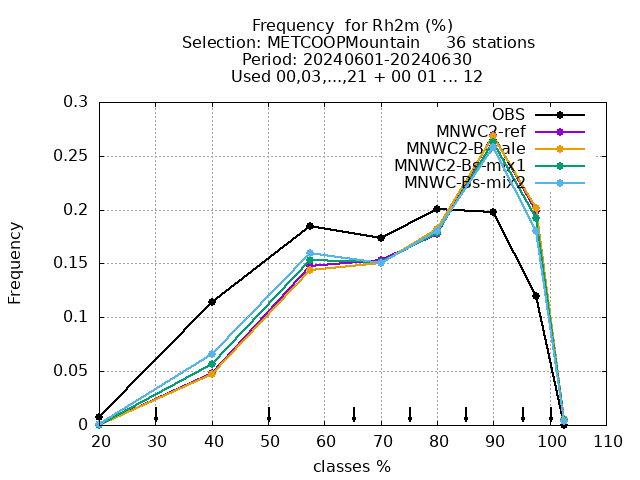 Frequency  for Rh2m (%)
Selection: METCOOPMountain     36 stations
Period: 20240601-20240630
Used 00,03,...,21 + 00 01 ... 12
0.3
0.25
0.2
0.15
0.1
0.05
0
Frequency
OBS
MNWC2-ref
MNWC2-Bs-mix1
MNWC-Bs-mix2
20 30 40 50 60 70 80 90 100 110
classes %